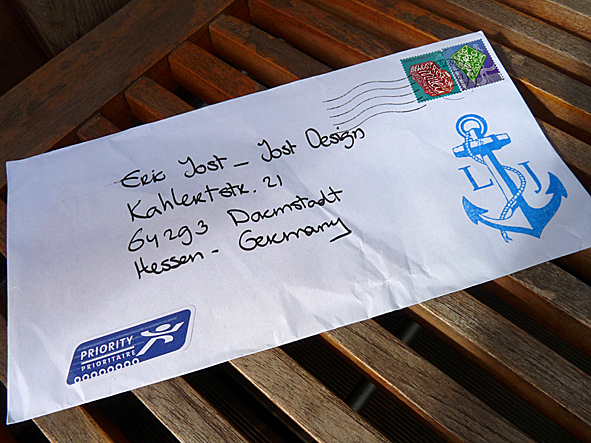 Eric Jost – Jost Design
Kahlertstr. 21
64293 Darmstadt
Hessen - Germany
L J
PRIORITY
PRIORITAIRE